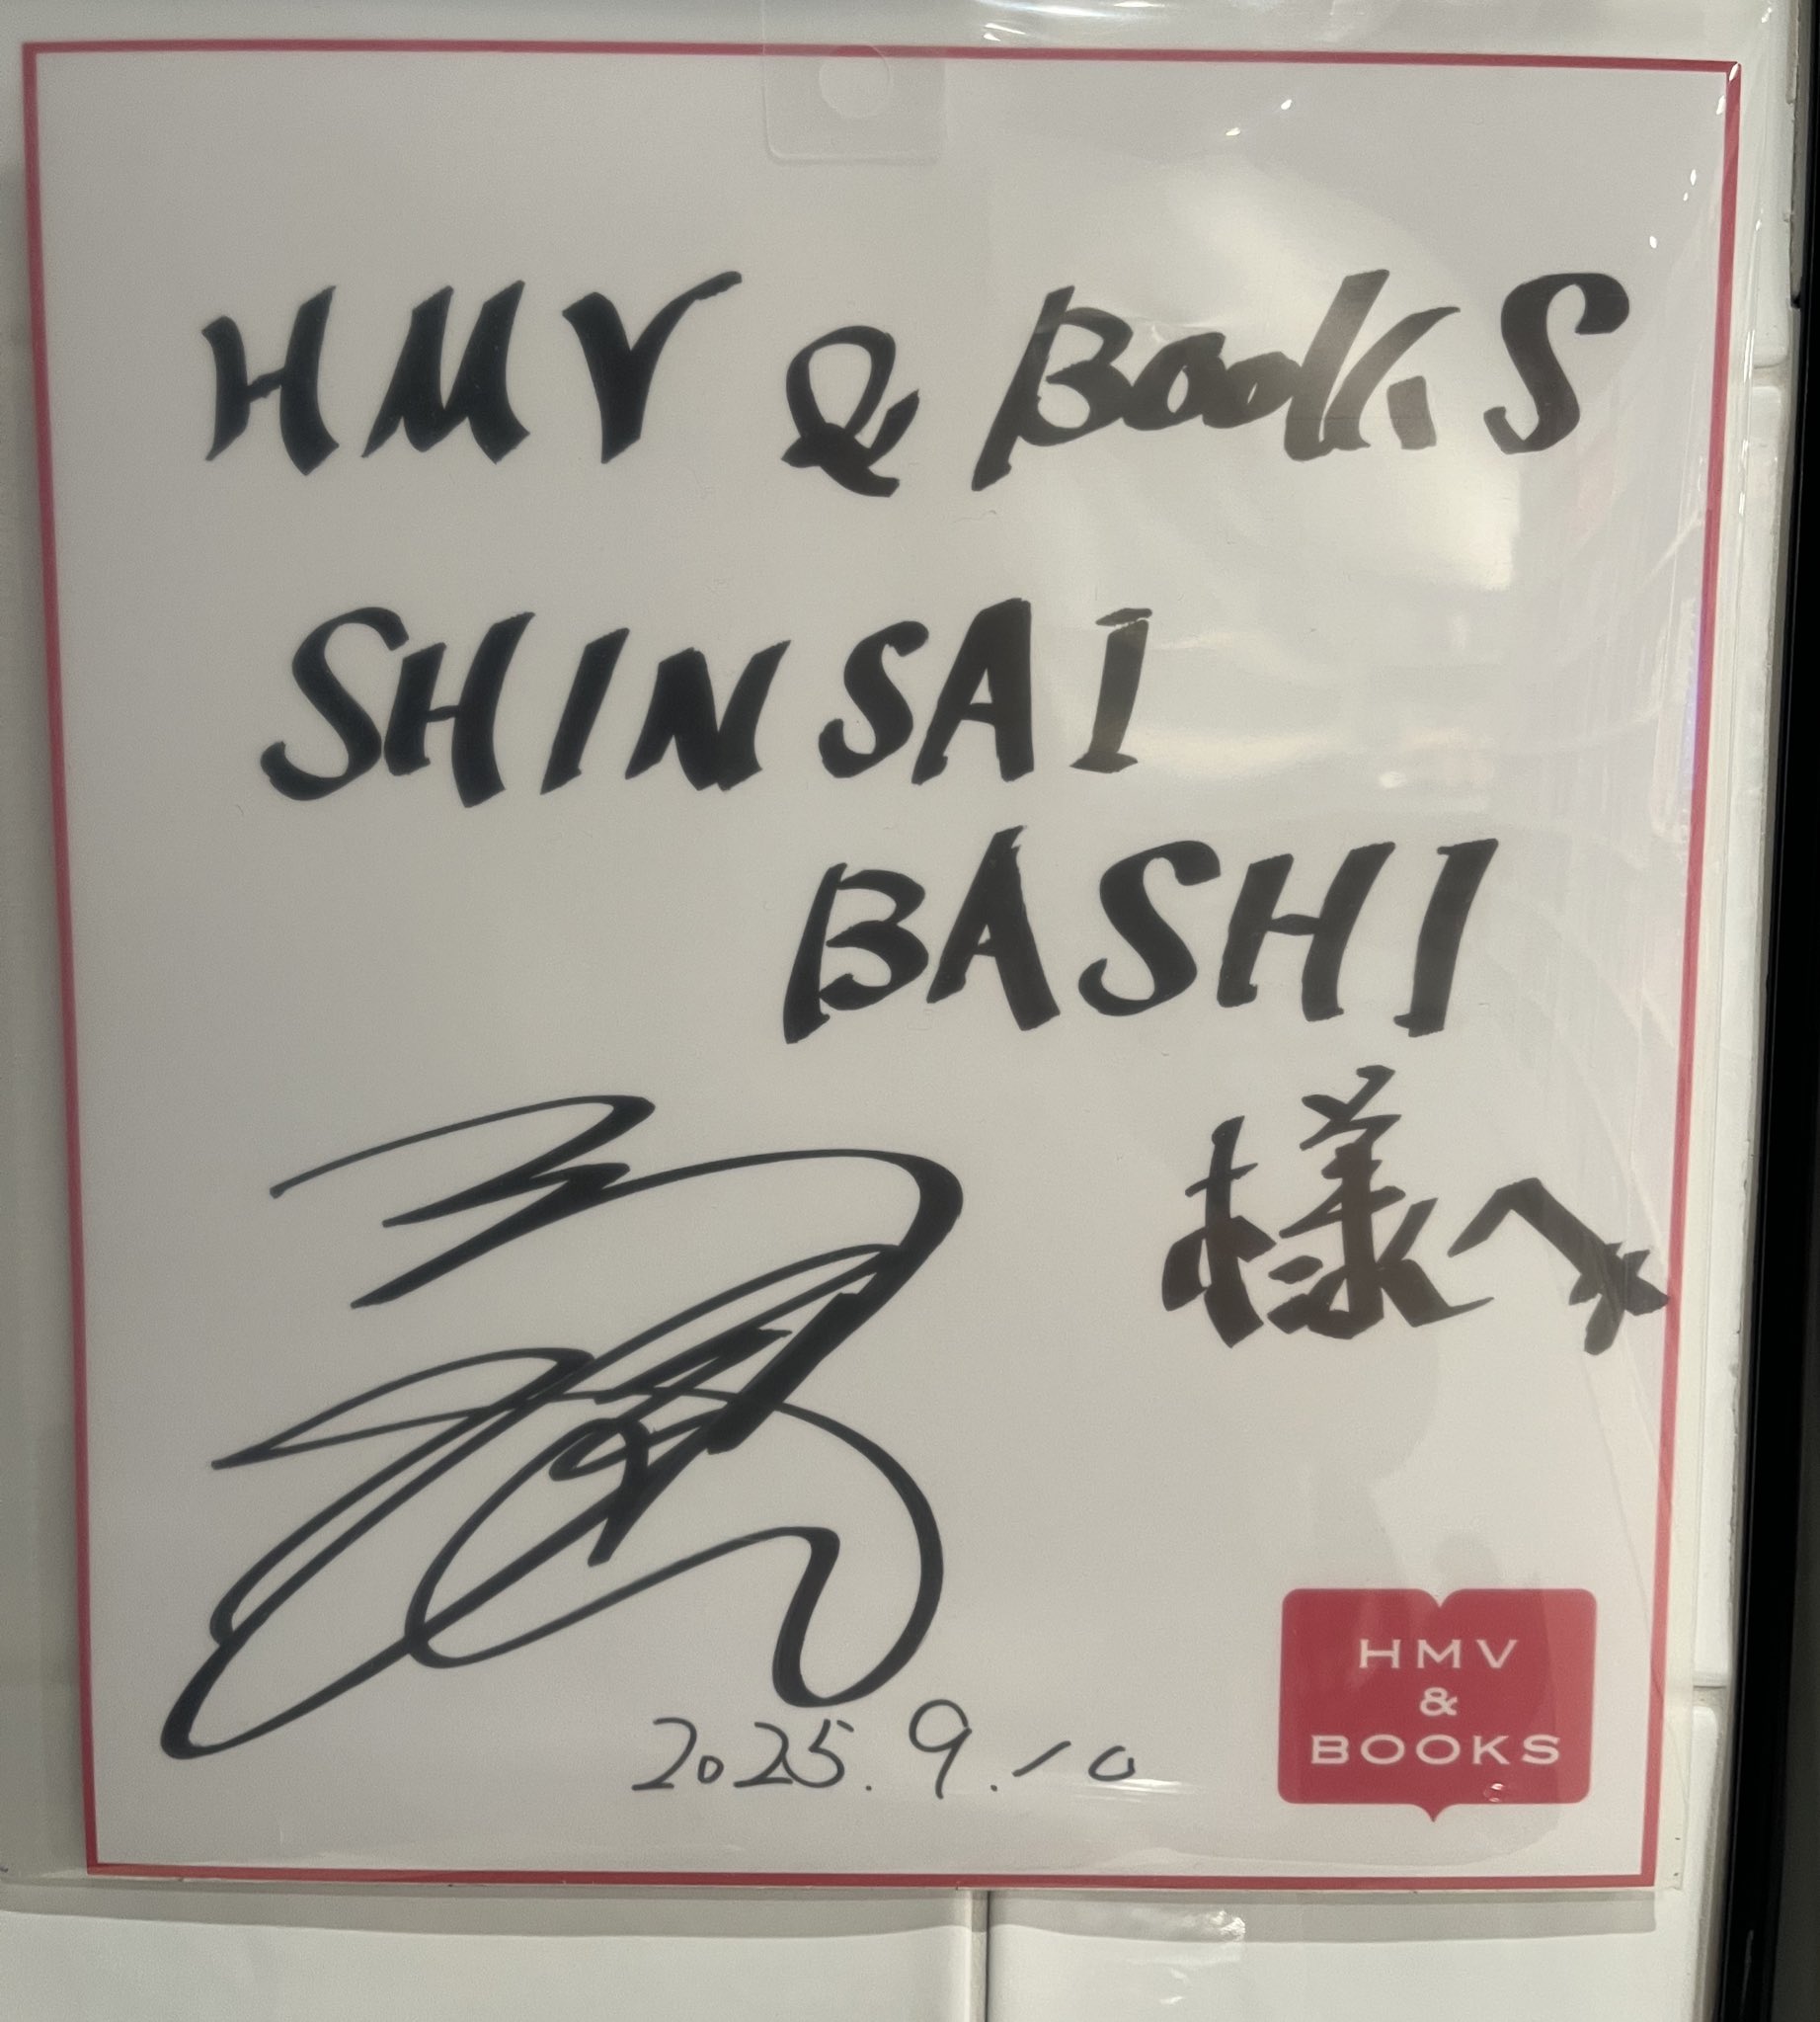 HMV & BOOKS
SHINSAI
BASHI
様へ
2025.9.10
HMV
&
BOOKS